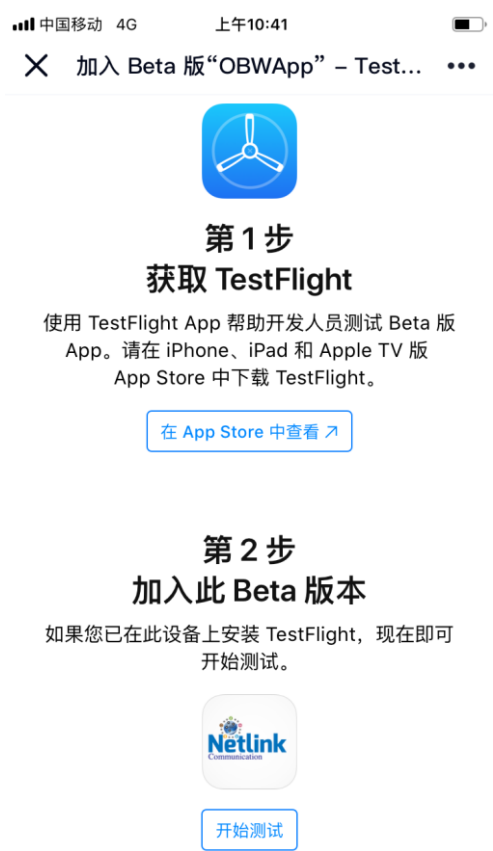 中国移动 4G 上午10:41
加入 Beta 版“OBWApp” – Test...
第 1 步
获取 TestFlight
使用 TestFlight App 帮助开发人员测试 Beta 版
App。请在 iPhone、iPad 和 Apple TV 版
App Store 中下载 TestFlight。
在 App Store 中查看
第 2 步
加入此 Beta 版本
如果您已在此设备上安装 TestFlight，现在即可
开始测试。
Netlink
Communication
开始测试